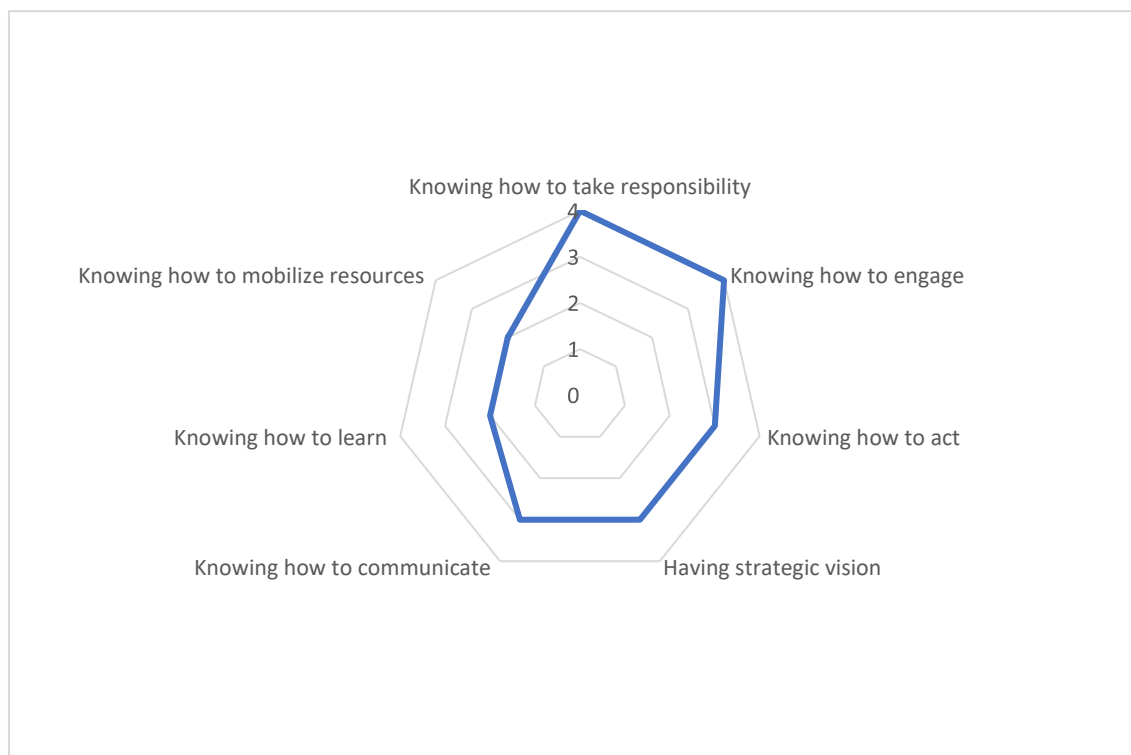 Knowing how to take responsibility
4
Knowing how to mobilize resources
Knowing how to engage
3
2
1
0
Knowing how to learn
Knowing how to act
Knowing how to communicate
Having strategic vision